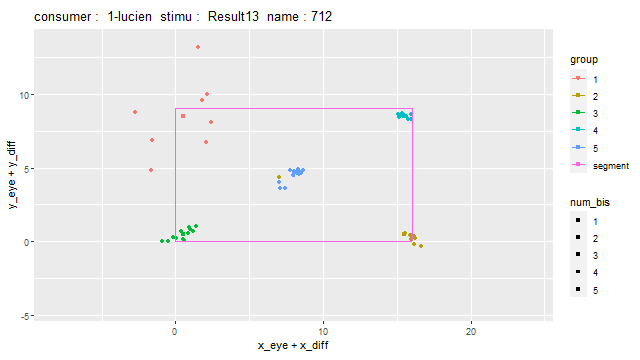 consumer : 1-lucien stimu : Result13 name : 712
y_eye + y_diff
10
5
0
-5
0
10
20
x_eye + x_diff
group
1
2
3
4
5
segment
num_bis
1
2
3
4
5